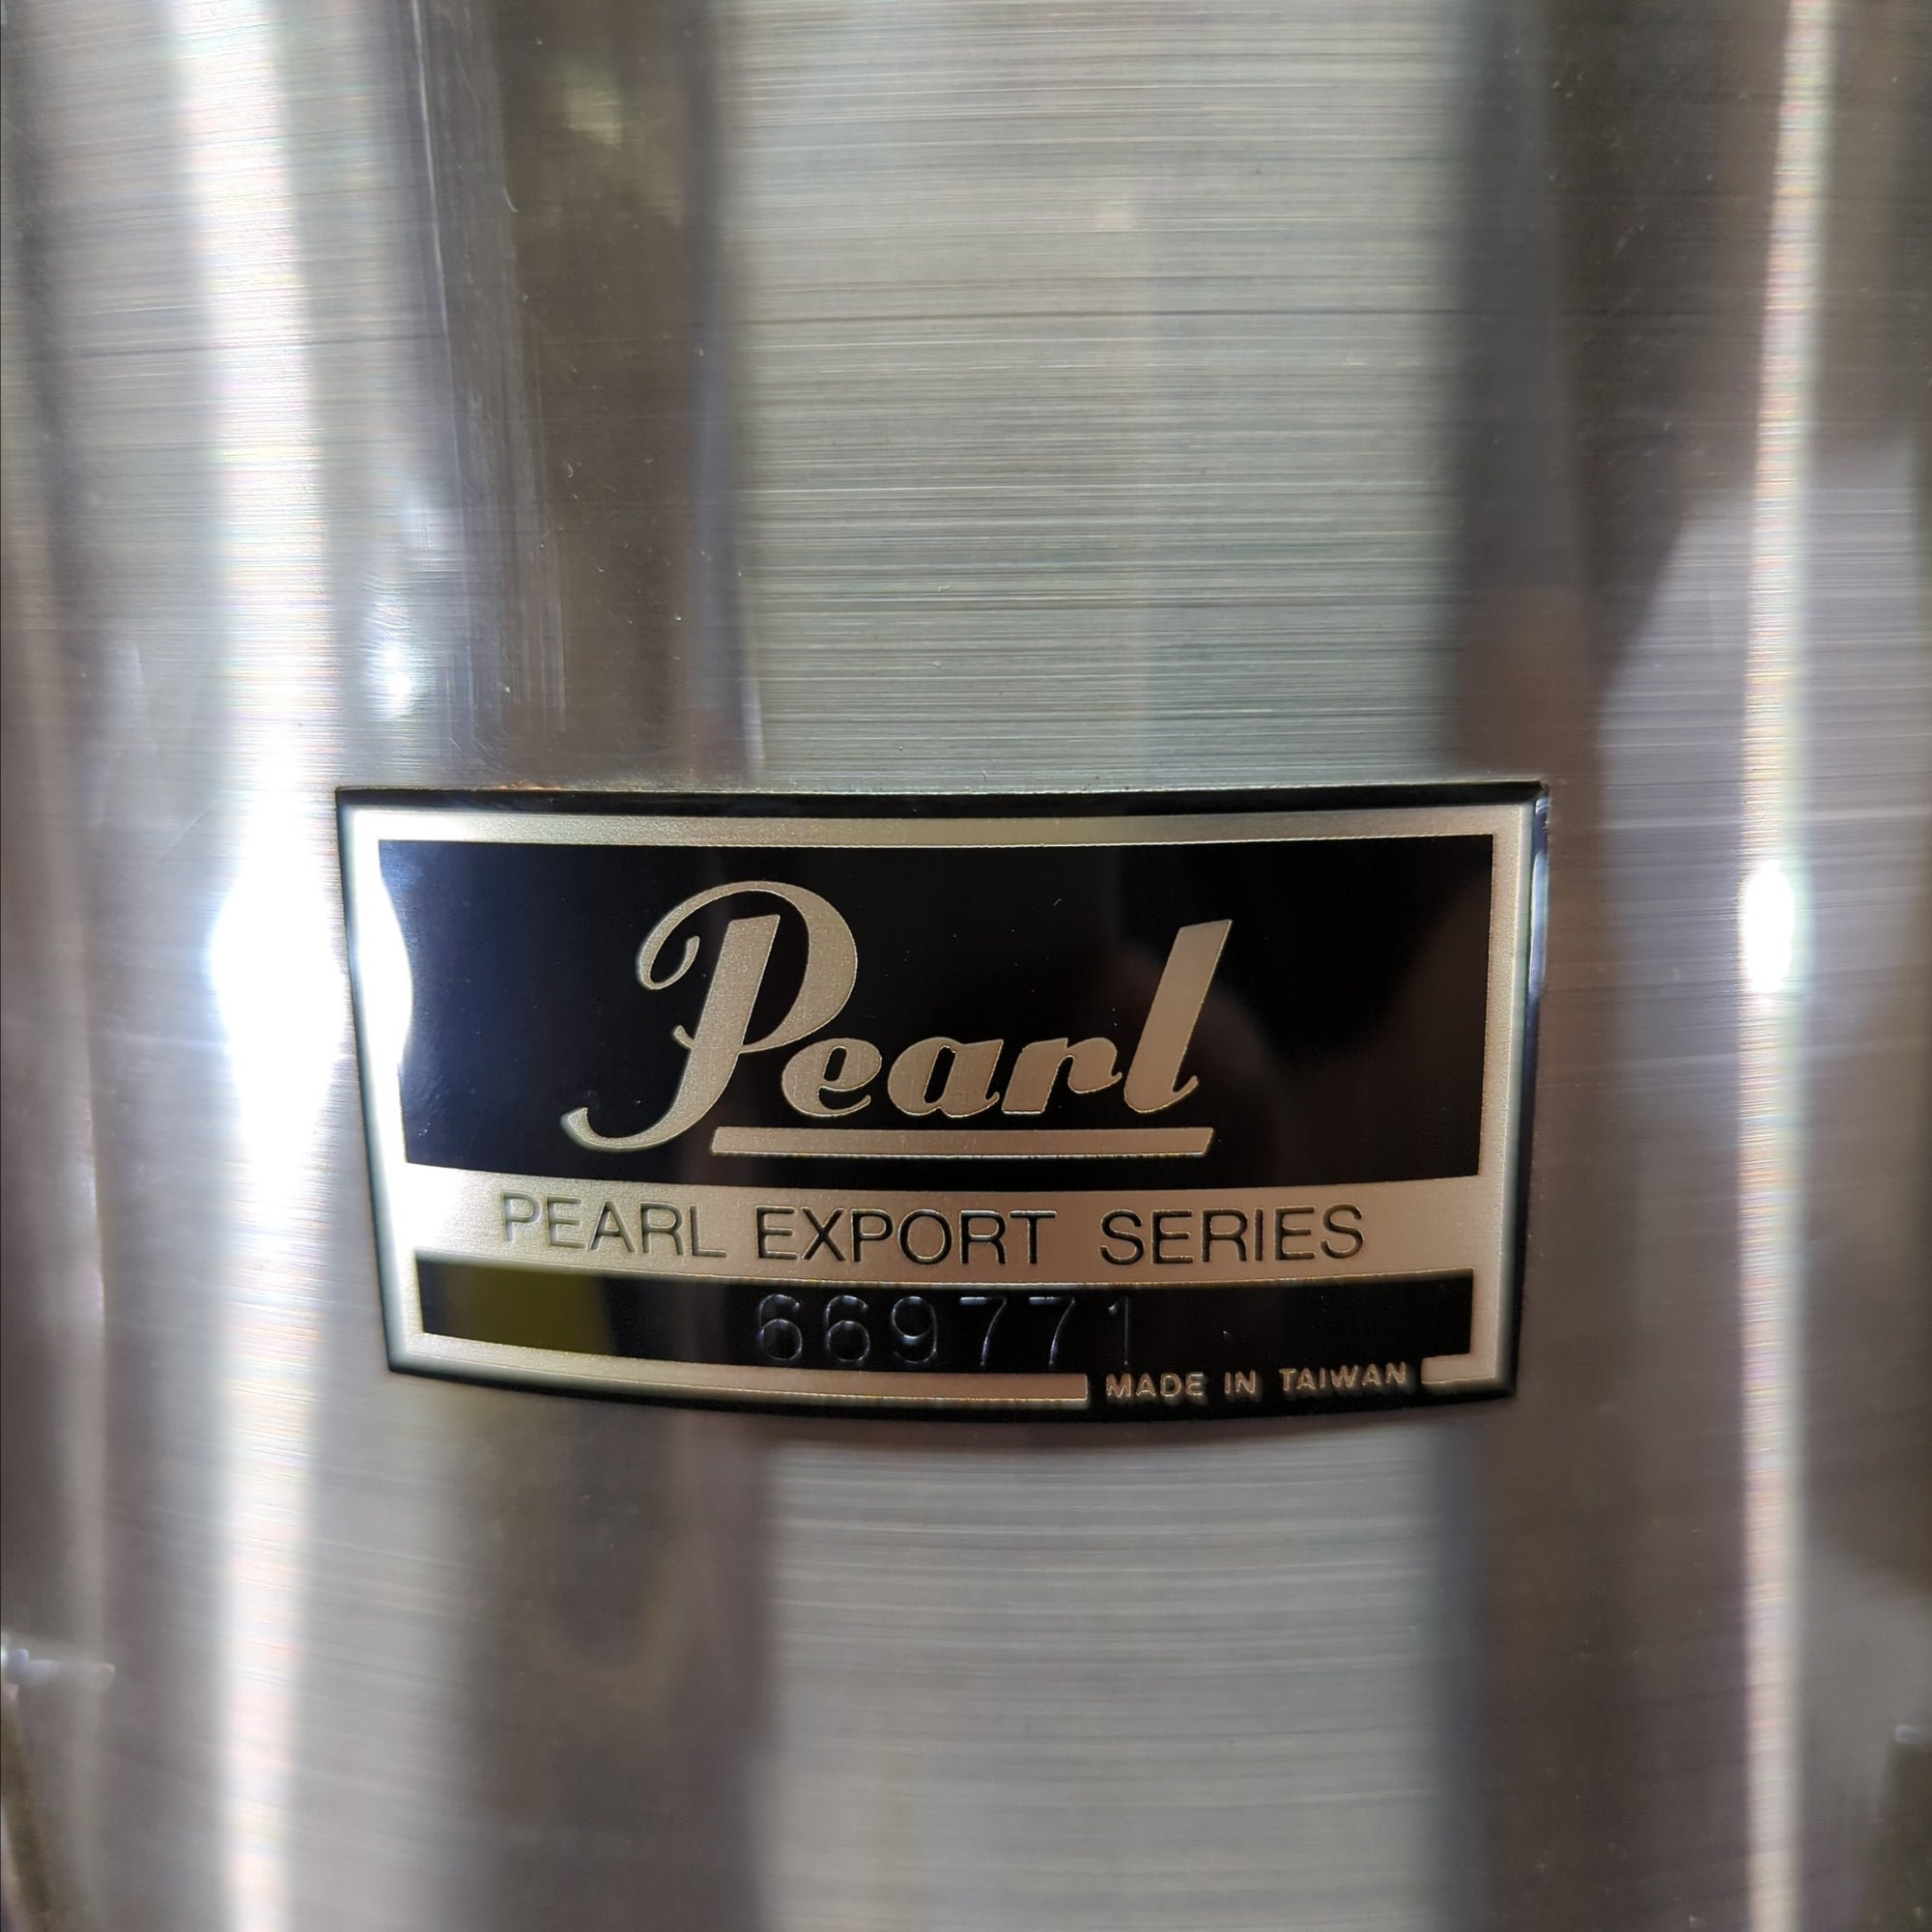 Pearl
PEARL EXPORT SERIES
669771
MADE IN TAIWAN